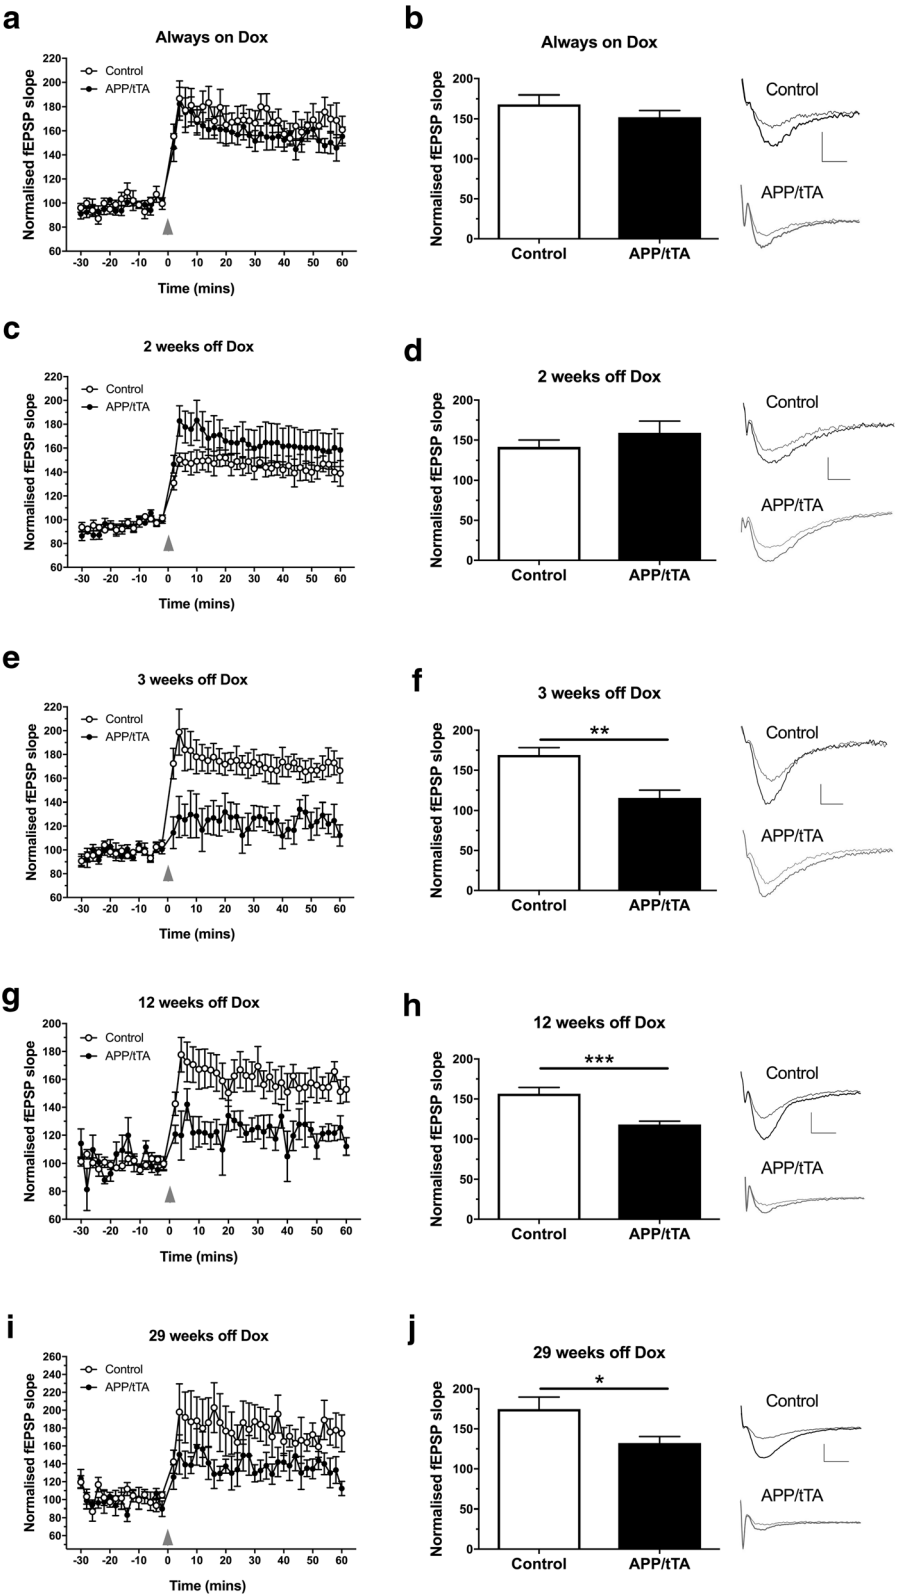 a
Always on Dox
Normalised fEPSP slope
220
200
180
160
140
120
100
80
60
Control
APP/tTA
-30 -20 -10 0 10 20 30 40 50 60
Time (mins)
b
Always on Dox
Normalised fEPSP slope
200
150
100
50
0
Control APP/tTA
Control
APP/tTA
c
2 weeks off Dox
Normalised fEPSP slope
220
200
180
160
140
120
100
80
60
Control
APP/tTA
-30 -20 -10 0 10 20 30 40 50 60
Time (mins)
d
2 weeks off Dox
Normalised fEPSP slope
200
150
100
50
0
Control APP/tTA
Control
APP/tTA
e
3 weeks off Dox
Normalised fEPSP slope
220
200
180
160
140
120
100
80
60
Control
APP/tTA
-30 -20 -10 0 10 20 30 40 50 60
Time (mins)
f
3 weeks off Dox
Normalised fEPSP slope
200
150
100
50
0
**
Control APP/tTA
Control
APP/tTA
g
12 weeks off Dox
Normalised fEPSP slope
200
180
160
140
120
100
80
60
Control
APP/tTA
-30 -20 -10 0 10 20 30 40 50 60
Time (mins)
h
12 weeks off Dox
Normalised fEPSP slope
200
150
100
50
0
***
Control APP/tTA
Control
APP/tTA
i
29 weeks off Dox
Normalised fEPSP slope
260
240
220
200
180
160
140
120
100
80
60
Control
APP/tTA
-30 -20 -10 0 10 20 30 40 50 60
Time (mins)
j
29 weeks off Dox
Normalised fEPSP slope
200
150
100
50
0
*
Control APP/tTA
Control
APP/tTA